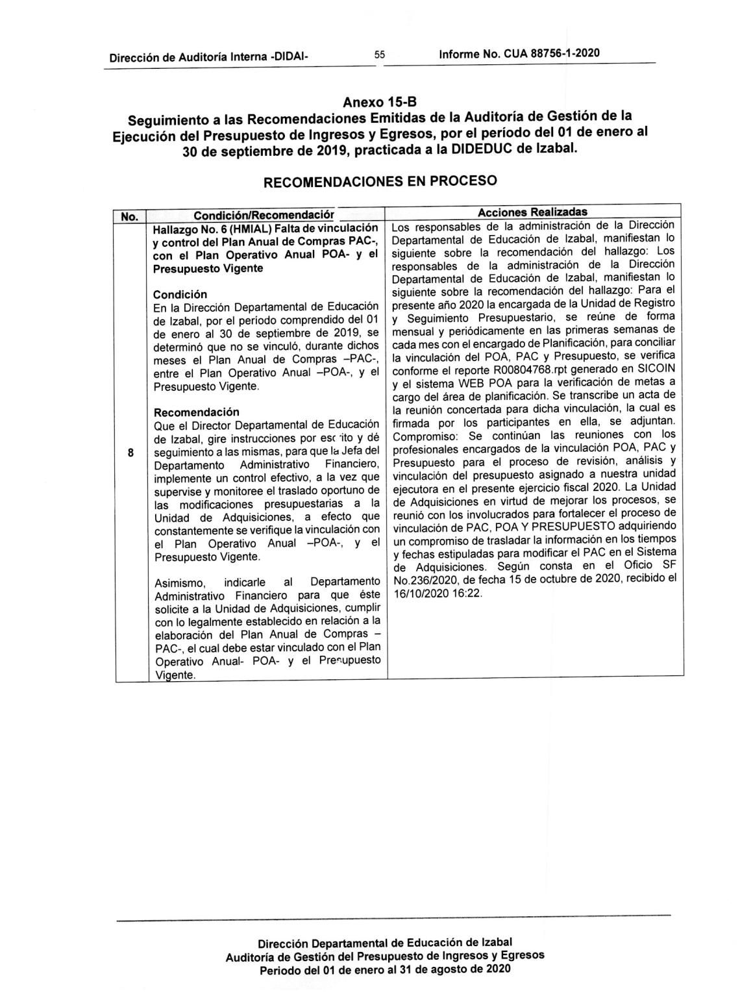 Dirección de Auditoría Interna -DIDAI- 55 Informe No. CUA 88756-1-2020
Anexo 15-B
Seguimiento a las Recomendaciones Emitidas de la Auditoría de Gestión de la
Ejecución del Presupuesto de Ingresos y Egresos, por el período del 01 de enero al
30 de septiembre de 2019, practicada a la DIDEDUC de Izabal.
RECOMENDACIONES EN PROCESO
No. Condición/Recomendación Acciones Realizadas
8
Hallazgo No. 6 (HMIAL) Falta de vinculación
y control del Plan Anual de Compras PAC-,
con el Plan Operativo Anual POA- y el
Presupuesto Vigente
Condición
En la Dirección Departamental de Educación
de Izabal, por el período comprendido del 01
de enero al 30 de septiembre de 2019, se
determinó que no se vinculó, durante dichos
meses el Plan Anual de Compras –PAC-,
entre el Plan Operativo Anual –POA-, y el
Presupuesto Vigente.
Recomendación
Que el Director Departamental de Educación
de Izabal, gire instrucciones por escrito y dé
seguimiento a las mismas, para que la Jefa del
Departamento Administrativo Financiero,
implemente un control efectivo, a la vez que
supervise y monitoree el traslado oportuno de
las modificaciones presupuestarias a la
Unidad de Adquisiciones, a efecto que
constantemente se verifique la vinculación con
el Plan Operativo Anual –POA-, y el
Presupuesto Vigente.
Asimismo, indicarle al Departamento
Administrativo Financiero para que éste
solicite a la Unidad de Adquisiciones, cumplir
con lo legalmente establecido en relación a la
elaboración del Plan Anual de Compras –
PAC-, el cual debe estar vinculado con el Plan
Operativo Anual- POA- y el Presupuesto
Vigente.
Los responsables de la administración de la Dirección
Departamental de Educación de Izabal, manifiestan lo
siguiente sobre la recomendación del hallazgo: Los
responsables de la administración de la Dirección
Departamental de Educación de Izabal, manifiestan lo
siguiente sobre la recomendación del hallazgo: Para el
presente año 2020 la encargada de la Unidad de Registro
y Seguimiento Presupuestario, se reúne de forma
mensual y periódicamente en las primeras semanas de
cada mes con el encargado de Planificación, para conciliar
la vinculación del POA, PAC y Presupuesto, se verifica
conforme el reporte R00804768.rpt generado en SICOIN
y el sistema WEB POA para la verificación de metas a
cargo del área de planificación. Se transcribe un acta de
la reunión concertada para dicha vinculación, la cual es
firmada por los participantes en ella, se adjuntan.
Compromiso: Se continúan las reuniones con los
profesionales encargados de la vinculación POA, PAC y
Presupuesto para el proceso de revisión, análisis y
vinculación del presupuesto asignado a nuestra unidad
ejecutora en el presente ejercicio fiscal 2020. La Unidad
de Adquisiciones en virtud de mejorar los procesos, se
reunió con los involucrados para fortalecer el proceso de
vinculación de PAC, POA Y PRESUPUESTO adquiriendo
un compromiso de trasladar la información en los tiempos
y fechas estipuladas para modificar el PAC en el Sistema
de Adquisiciones. Según consta en el Oficio SF
No.236/2020, de fecha 15 de octubre de 2020, recibido el
16/10/2020 16:22.
Dirección Departamental de Educación de Izabal
Auditoría de Gestión del Presupuesto de Ingresos y Egresos
Periodo del 01 de enero al 31 de agosto de 2020